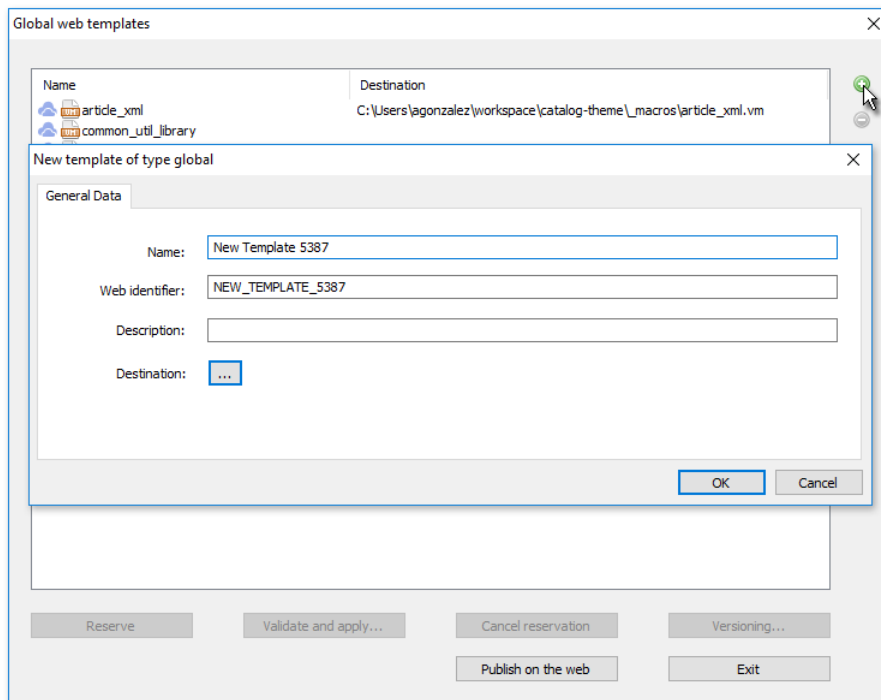 Global web templates
Name Destination
article_xml C:\Users\agonzalez\workspace\catalog-theme\_macros\article_xml.vm
common_util_library
New template of type global
General Data
Name: New Template 5387
Web identifier: NEW_TEMPLATE_5387
Description:
Destination: ...
OK Cancel
Reserve Validate and apply... Cancel reservation Versioning...
Publish on the web Exit